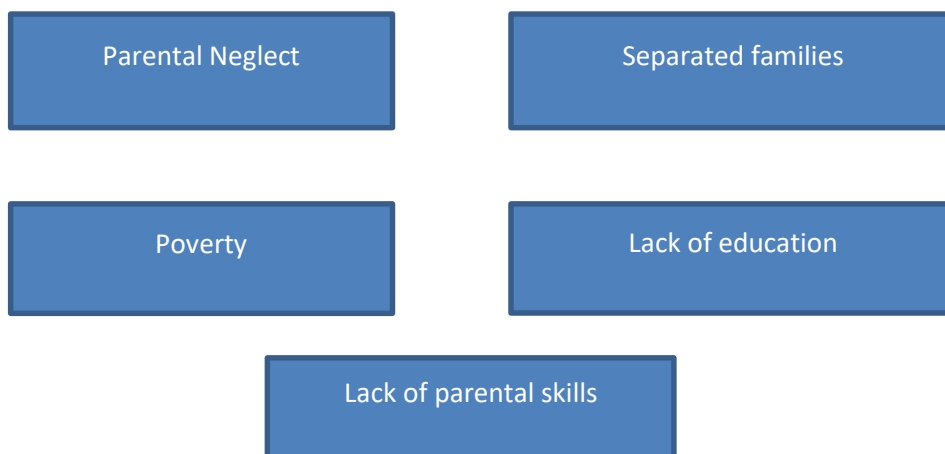 Parental Neglect
Separated families
Poverty
Lack of education
Lack of parental skills